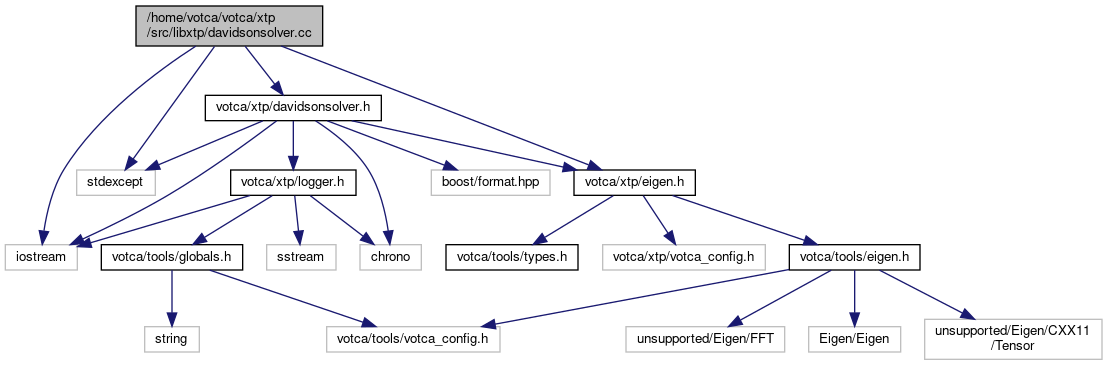 /home/votca/votca/xtp
/src/libxtp/davidsonsolver.cc
votca/xtp/davidsonsolver.h
stdexcept
votca/xtp/logger.h
boost/format.hpp
votca/xtp/eigen.h
iostream
votca/tools/globals.h
sstream
chrono
votca/tools/types.h
votca/xtp/votca_config.h
votca/tools/eigen.h
string
votca/tools/votca_config.h
unsupported/Eigen/FFT
Eigen/Eigen
unsupported/Eigen/CXX11
/Tensor